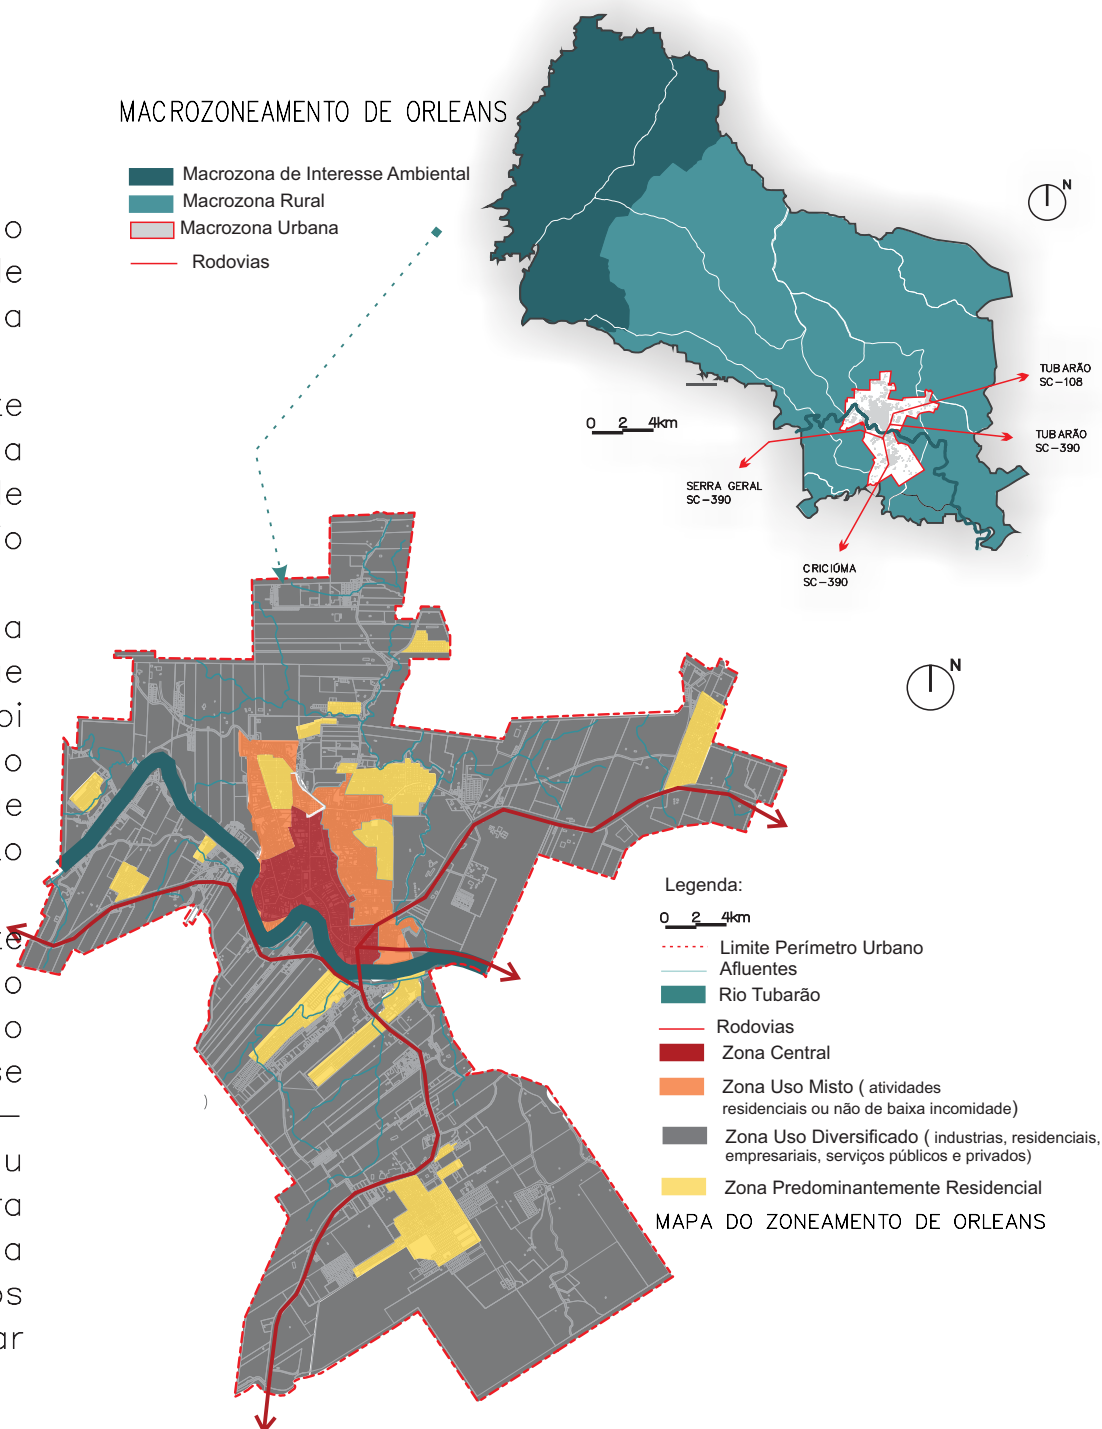 MACROZONEAMENTO DE ORLEANS
Macrozona de Interesse Ambiental
Macrozona Rural
Macrozona Urbana
Rodovias
N
0 2 4km
TUBARÃO
SC-108
TUBARÃO
SC-390
SERRA GERAL
SC-390
CRICIÚMA
SC-390
N
Legenda:
0 2 4km
Limite Perímetro Urbano
Afluentes
Rio Tubarão
Rodovias
Zona Central
Zona Uso Misto ( atividades
residenciais ou não de baixa incomidade)
Zona Uso Diversificado ( industrias, residenciais,
empresariais, serviços públicos e privados)
Zona Predominantemente Residencial
MAPA DO ZONEAMENTO DE ORLEANS